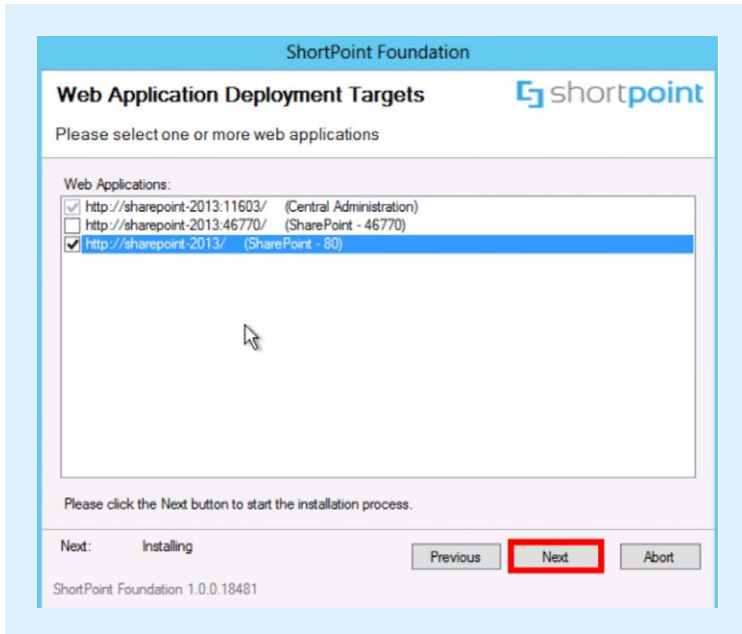 ShortPoint Foundation
Web Application Deployment Targets
shortpoint
Please select one or more web applications
Web Applications:
http://sharepoint-2013:11603/ (Central Administration)
http://sharepoint-2013:46770/ (SharePoint - 46770)
http://sharepoint-2013/ (SharePoint - 80)
Please click the Next button to start the installation process.
Next: Installing
Previous Next Abort
ShortPoint Foundation 1.0.0.18481